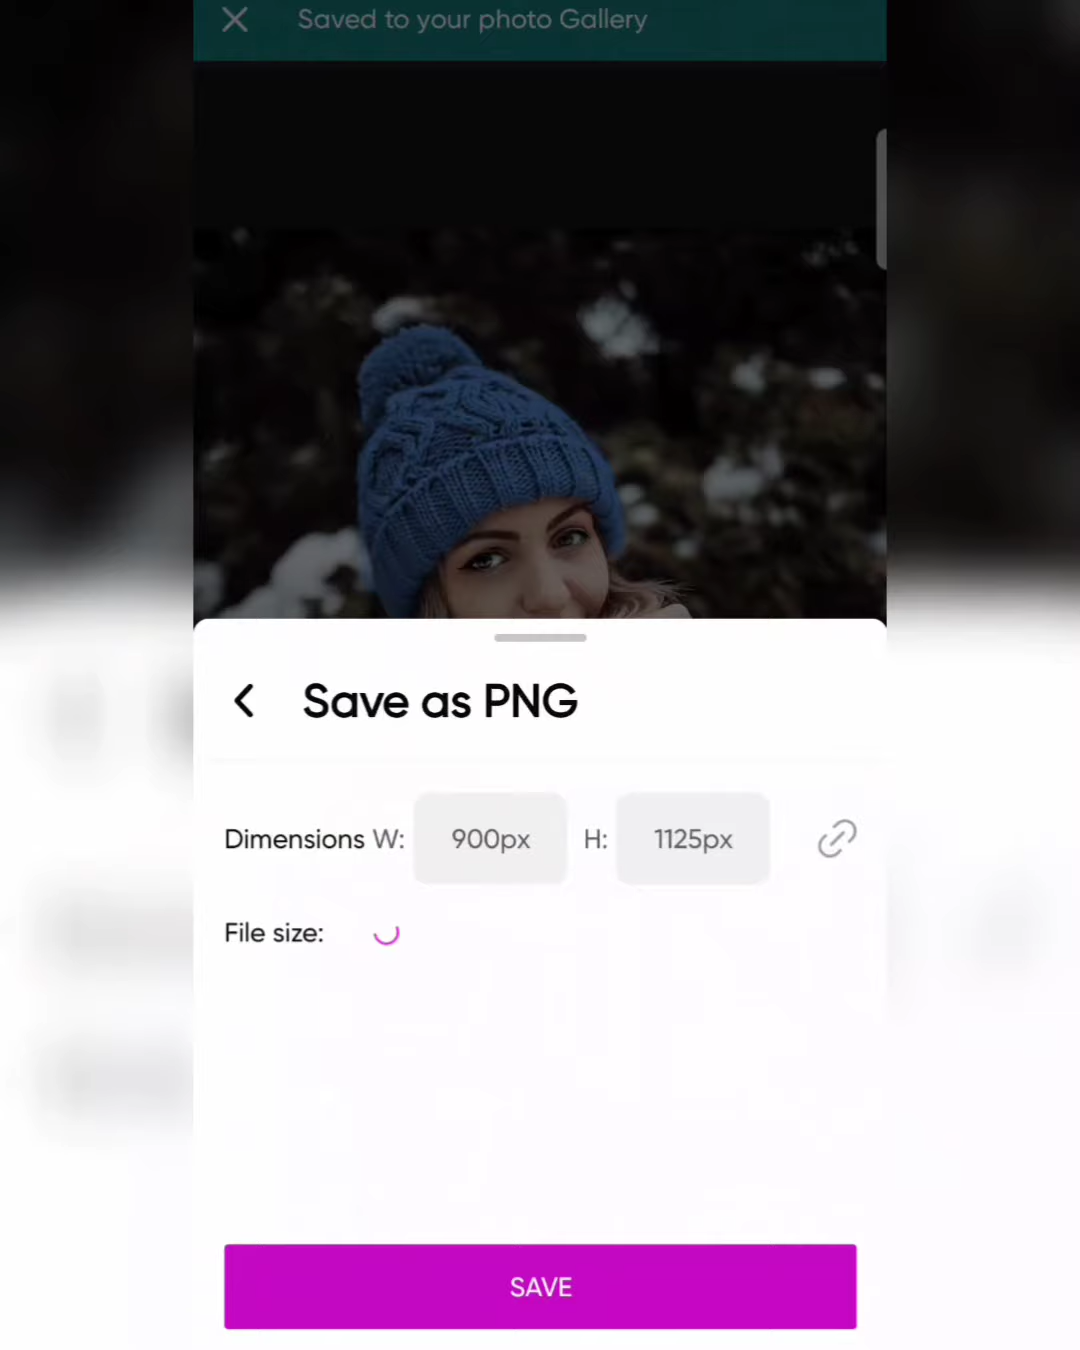 Saved to your photo Gallery
Save as PNG
Dimensions W: 900px H: 1125px
File size:
SAVE